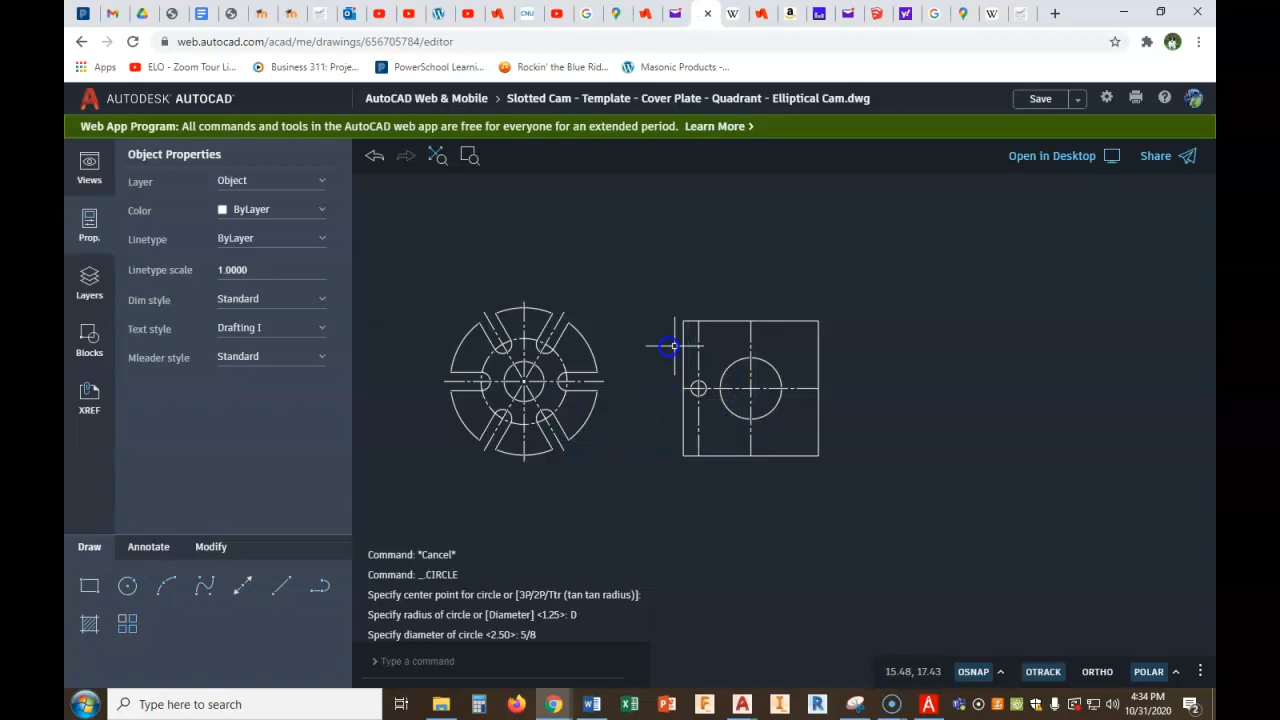 CNU
web.autocad.com/acad/me/drawings/656705784/editor
Apps
ELO - Zoom Tour Li...
Business 311: Proje...
PowerSchool Learni...
Rockin' the Blue Rid...
Masonic Products -...
AUTODESK® AUTOCAD®
AutoCAD Web & Mobile > Slotted Cam - Template - Cover Plate - Quadrant - Elliptical Cam.dwg
Save
Web App Program: All commands and tools in the AutoCAD web app are free for everyone for an extended period. Learn More >
Views
Prop.
Layers
Blocks
XREF
Object Properties
Layer Object
Color ByLayer
Linetype ByLayer
Linetype scale 1.0000
Dim style Standard
Text style Drafting I
Mleader style Standard
Open in Desktop
Share
Draw Annotate Modify
Command: *Cancel*
Command: _.CIRCLE
Specify center point for circle or [3P/2P/Ttr (tan tan radius)]:
Specify radius of circle or [Diameter] <1.25>: D
Specify diameter of circle <2.50>: 5/8
Type a command
15.48, 17.43 OSNAP OTRACK ORTHO POLAR
Type here to search
4:34 PM
10/31/2020